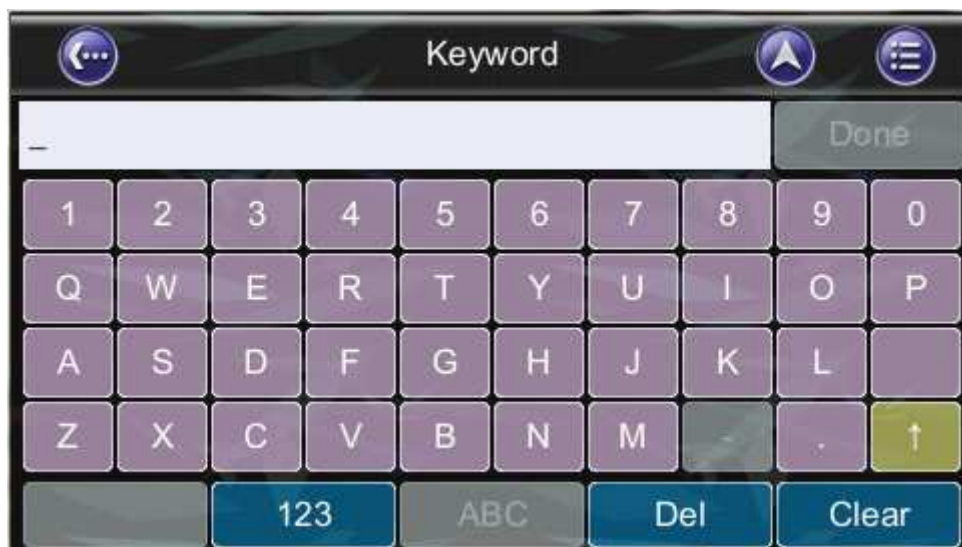 Keyword
_ Done
1 2 3 4 5 6 7 8 9 0
Q W E R T Y U I O P
A S D F G H J K L
Z X C V B N M - . ↑
123 ABC Del Clear